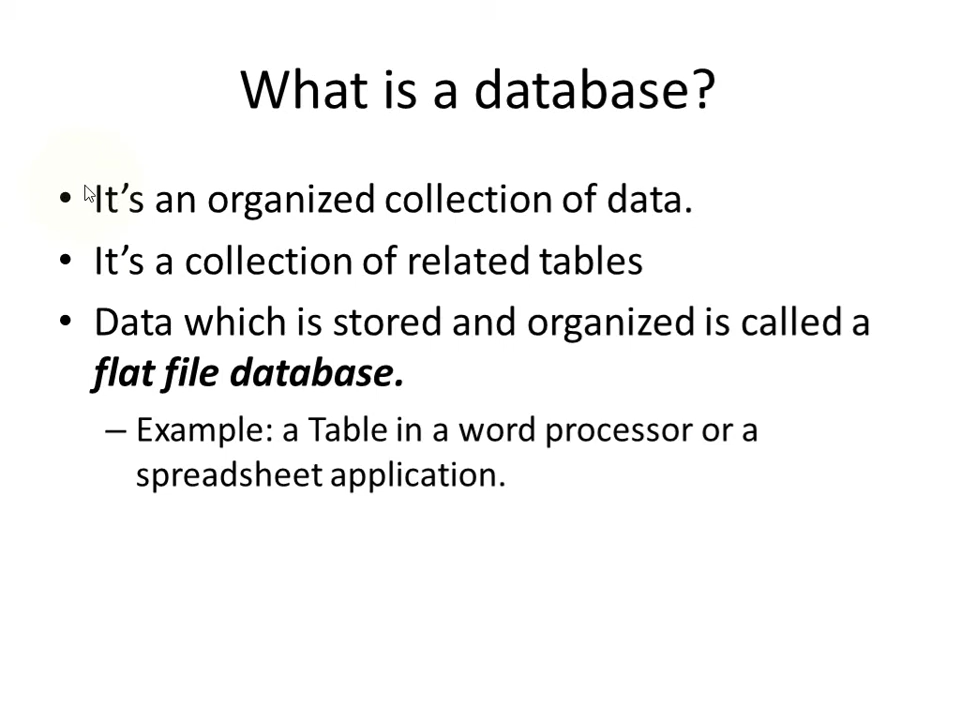 What is a database?
• It’s an organized collection of data.
• It’s a collection of related tables
• Data which is stored and organized is called a
flat file database.
– Example: a Table in a word processor or a
spreadsheet application.